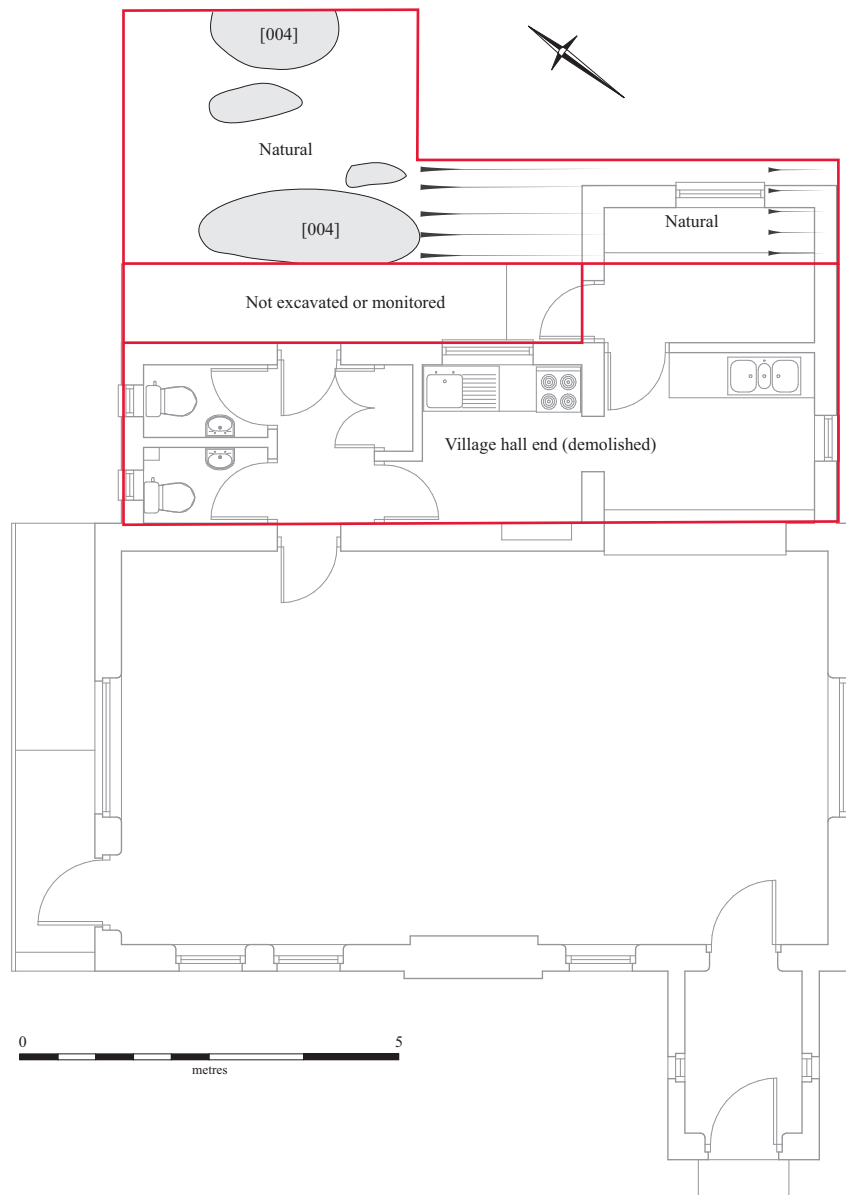 [004]
Natural
Natural
[004]
Not excavated or monitored
Village hall end (demolished)
0 5
metres